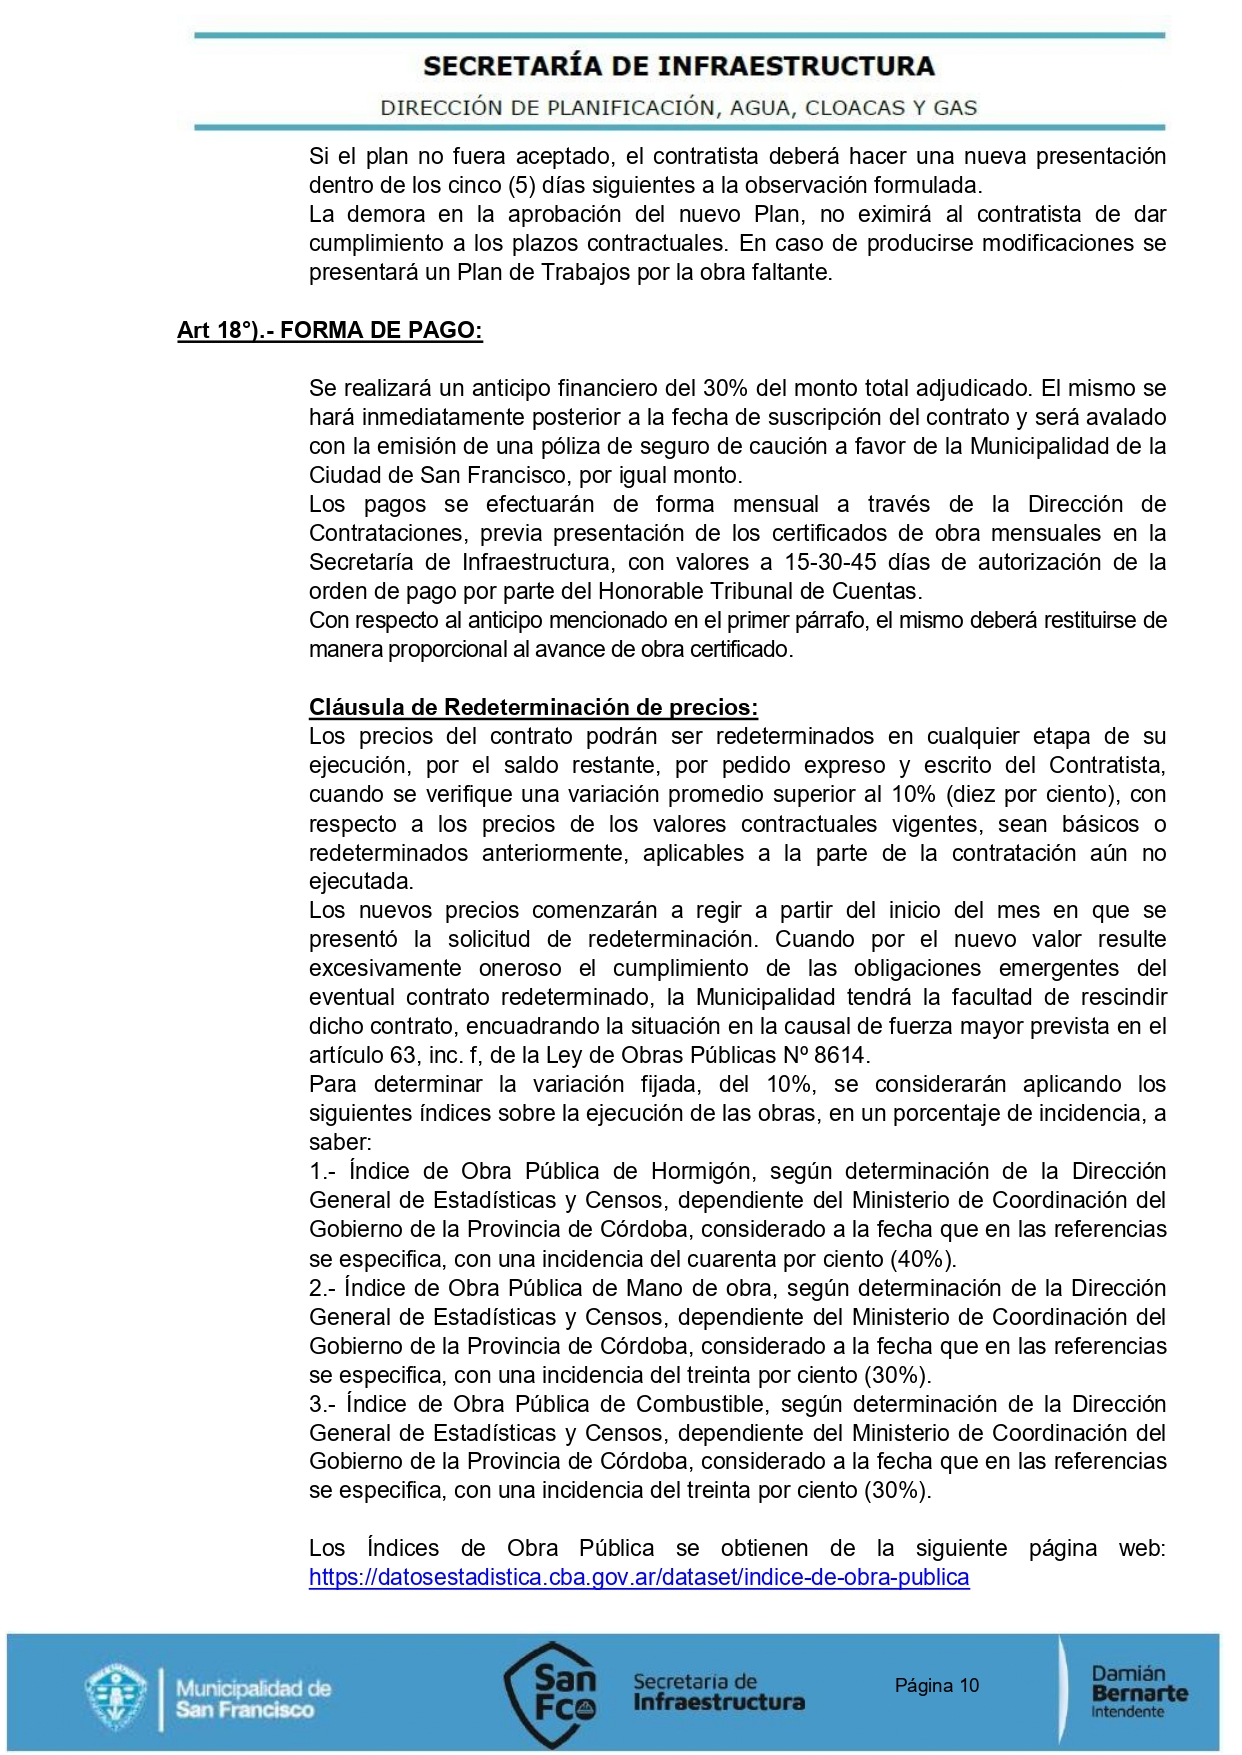 SECRETARÍA DE INFRAESTRUCTURA
DIRECCIÓN DE PLANIFICACIÓN, AGUA, CLOACAS Y GAS
Si el plan no fuera aceptado, el contratista deberá hacer una nueva presentación
dentro de los cinco (5) días siguientes a la observación formulada.
La demora en la aprobación del nuevo Plan, no eximirá al contratista de dar
cumplimiento a los plazos contractuales. En caso de producirse modificaciones se
presentará un Plan de Trabajos por la obra faltante.
Art 18°).- FORMA DE PAGO:
Se realizará un anticipo financiero del 30% del monto total adjudicado. El mismo se
hará inmediatamente posterior a la fecha de suscripción del contrato y será avalado
con la emisión de una póliza de seguro de caución a favor de la Municipalidad de la
Ciudad de San Francisco, por igual monto.
Los pagos se efectuarán de forma mensual a través de la Dirección de
Contrataciones, previa presentación de los certificados de obra mensuales en la
Secretaría de Infraestructura, con valores a 15-30-45 días de autorización de la
orden de pago por parte del Honorable Tribunal de Cuentas.
Con respecto al anticipo mencionado en el primer párrafo, el mismo deberá restituirse de
manera proporcional al avance de obra certificado.
Cláusula de Redeterminación de precios:
Los precios del contrato podrán ser redeterminados en cualquier etapa de su
ejecución, por el saldo restante, por pedido expreso y escrito del Contratista,
cuando se verifique una variación promedio superior al 10% (diez por ciento), con
respecto a los precios de los valores contractuales vigentes, sean básicos o
redeterminados anteriormente, aplicables a la parte de la contratación aún no
ejecutada.
Los nuevos precios comenzarán a regir a partir del inicio del mes en que se
presentó la solicitud de redeterminación. Cuando por el nuevo valor resulte
excesivamente oneroso el cumplimiento de las obligaciones emergentes del
eventual contrato redeterminado, la Municipalidad tendrá la facultad de rescindir
dicho contrato, encuadrando la situación en la causal de fuerza mayor prevista en el
artículo 63, inc. f, de la Ley de Obras Públicas Nº 8614.
Para determinar la variación fijada, del 10%, se considerarán aplicando los
siguientes índices sobre la ejecución de las obras, en un porcentaje de incidencia, a
saber:
1.- Índice de Obra Pública de Hormigón, según determinación de la Dirección
General de Estadísticas y Censos, dependiente del Ministerio de Coordinación del
Gobierno de la Provincia de Córdoba, considerado a la fecha que en las referencias
se especifica, con una incidencia del cuarenta por ciento (40%).
2.- Índice de Obra Pública de Mano de obra, según determinación de la Dirección
General de Estadísticas y Censos, dependiente del Ministerio de Coordinación del
Gobierno de la Provincia de Córdoba, considerado a la fecha que en las referencias
se especifica, con una incidencia del treinta por ciento (30%).
3.- Índice de Obra Pública de Combustible, según determinación de la Dirección
General de Estadísticas y Censos, dependiente del Ministerio de Coordinación del
Gobierno de la Provincia de Córdoba, considerado a la fecha que en las referencias
se especifica, con una incidencia del treinta por ciento (30%).
Los Índices de Obra Pública se obtienen de la siguiente página web:
https://datosestadistica.cba.gov.ar/dataset/indice-de-obra-publica
Municipalidad de
San Francisco
San
Fco
Secretaría de
Infraestructura
Página 10
Damián
Bernarte
Intendente